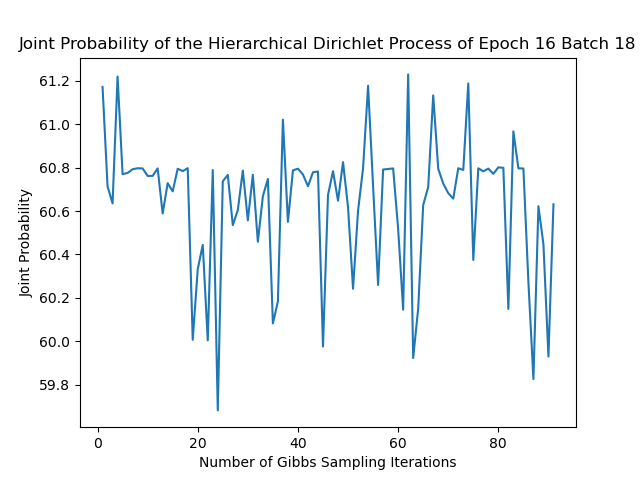 Joint Probability of the Hierarchical Dirichlet Process of Epoch 16 Batch 18
61.2
61.0
60.8
60.6
60.4
60.2
60.0
59.8
Joint Probability
0 20 40 60 80
Number of Gibbs Sampling Iterations